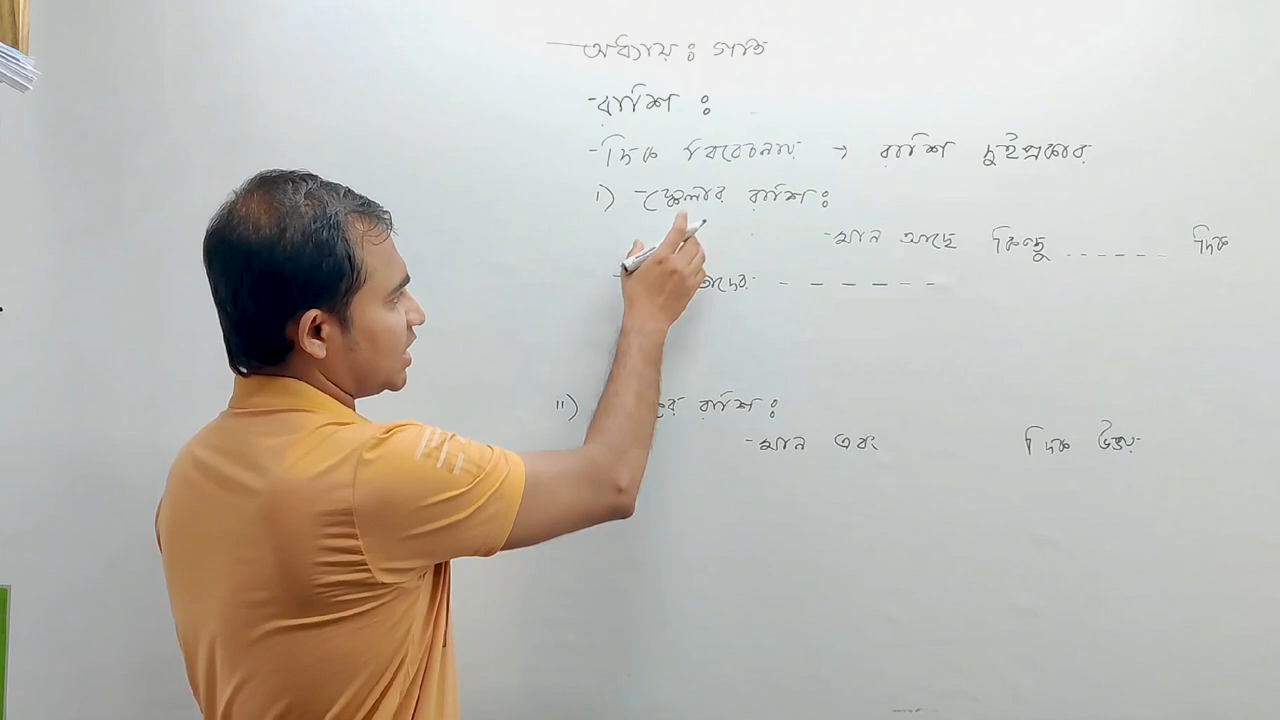 অধ্যায় : গতি
রাশি :
দিক বিবেচনায় → রাশি দুইপ্রকার
i) স্কেলার রাশি :
মান আছে কিন্তু ...... দিক
তাদের - - - - - -
ii) রাশি :
মান এবং দিক উভয়